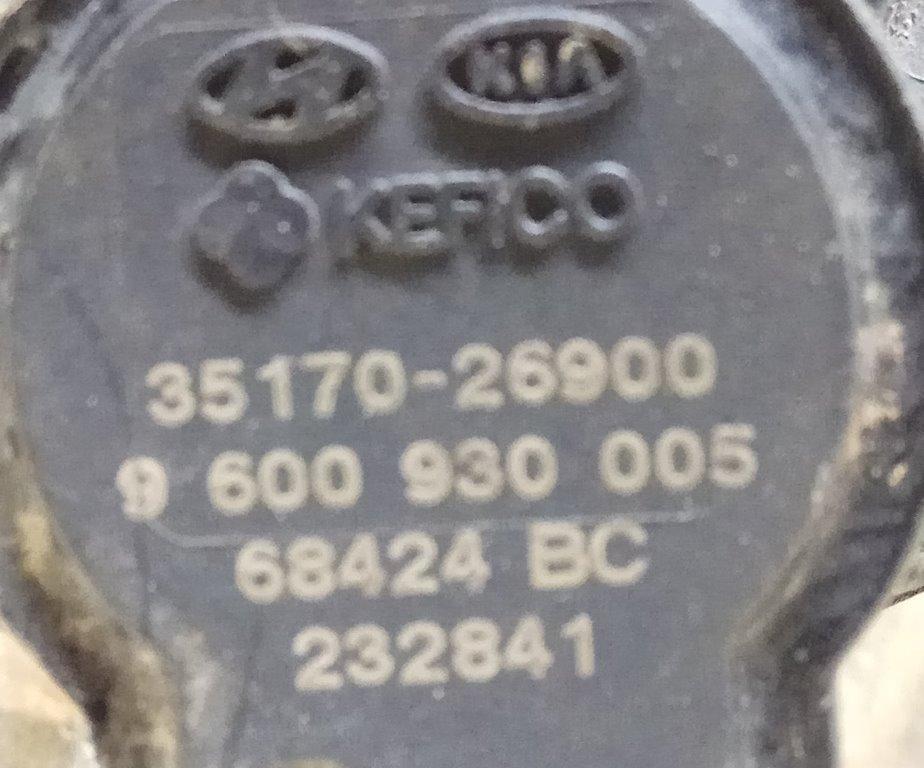 KIA
KEFICO
35170-26900
9 600 930 005
68424 BC
232841